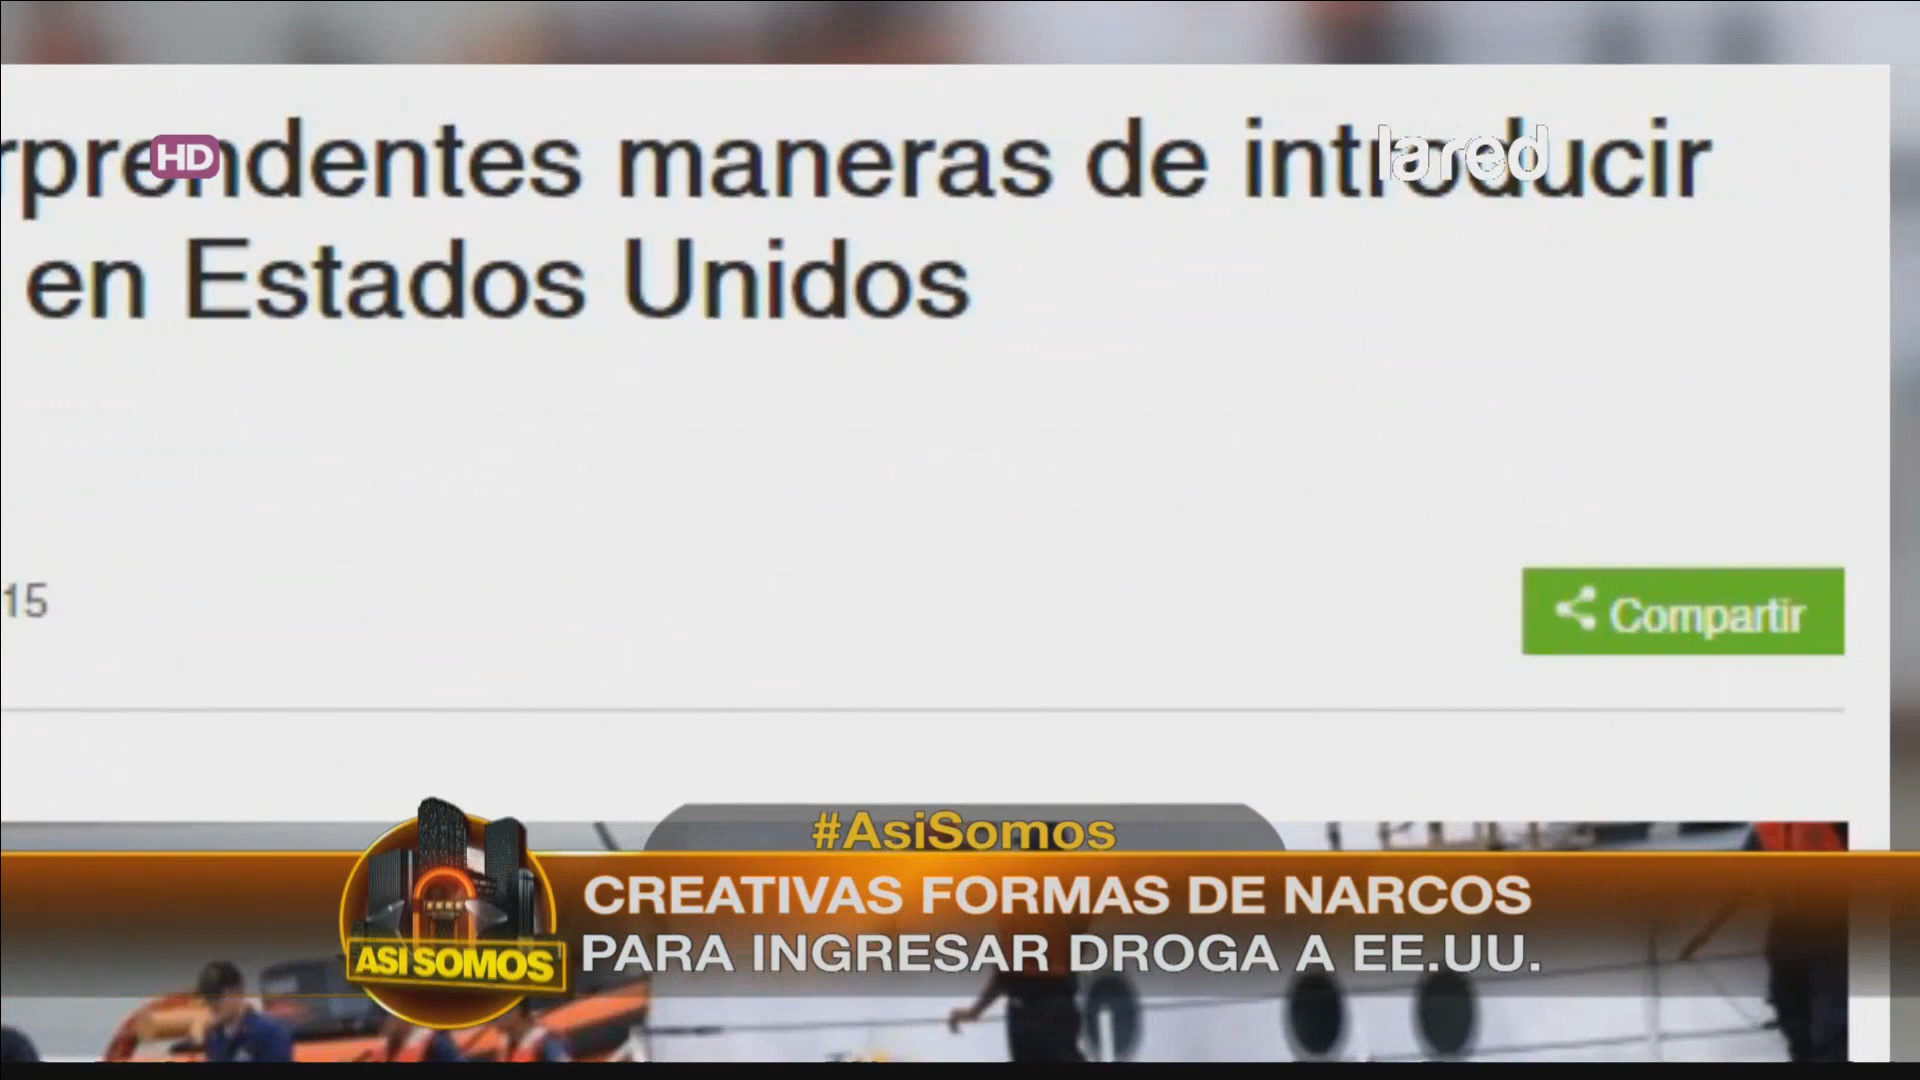 rprendentes maneras de introducir
en Estados Unidos
HD
lared
15
Compartir
#AsiSomos
CREATIVAS FORMAS DE NARCOS
PARA INGRESAR DROGA A EE.UU.
ASI SOMOS